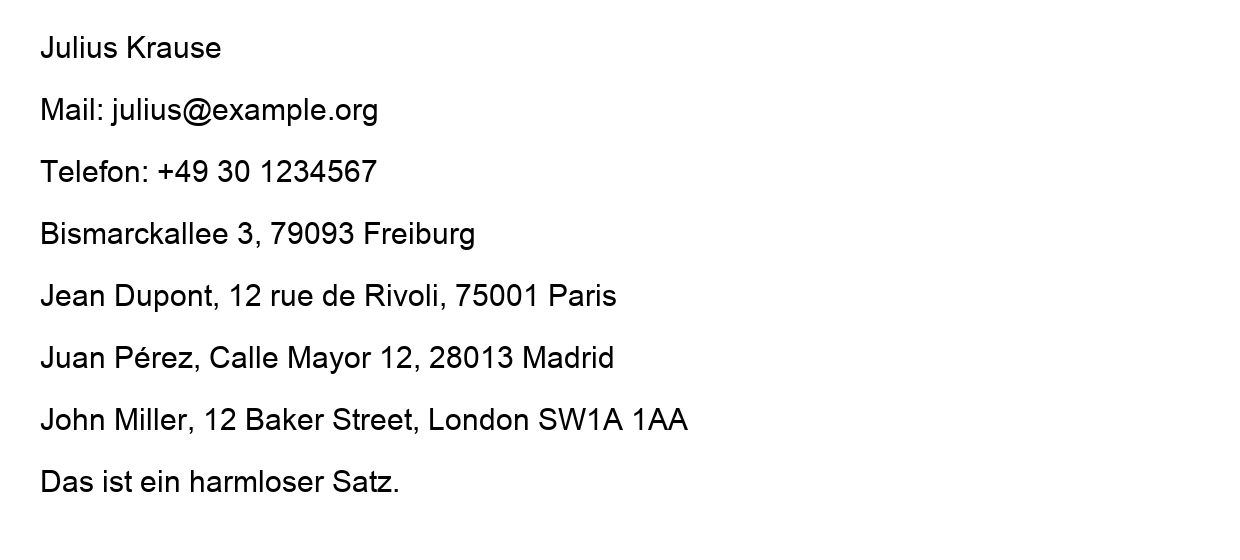 Julius Krause
Mail: julius@example.org
Telefon: +49 30 1234567
Bismarckallee 3, 79093 Freiburg
Jean Dupont, 12 rue de Rivoli, 75001 Paris
Juan Pérez, Calle Mayor 12, 28013 Madrid
John Miller, 12 Baker Street, London SW1A 1AA
Das ist ein harmloser Satz.